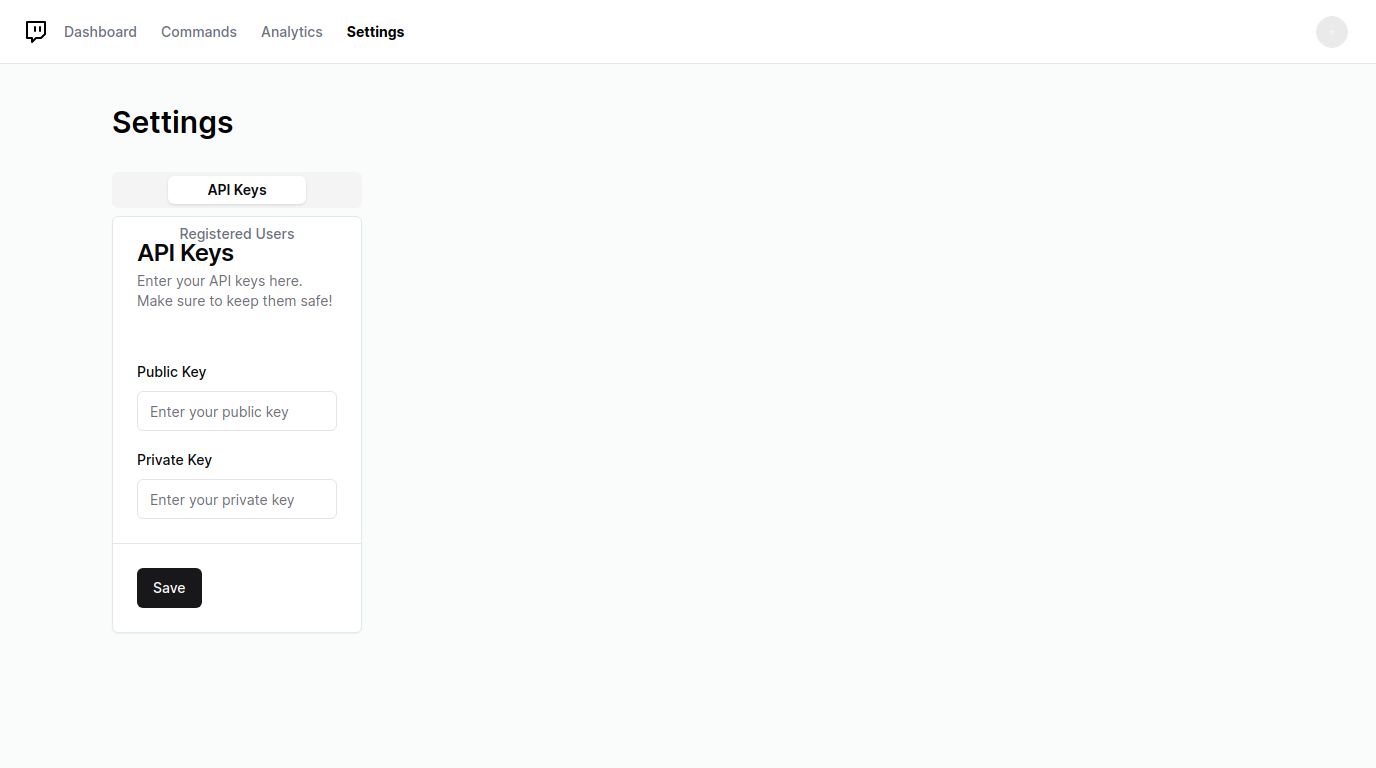 Dashboard Commands Analytics Settings
Settings
API Keys
Registered Users
API Keys
Enter your API keys here.
Make sure to keep them safe!
Public Key
Enter your public key
Private Key
Enter your private key
Save